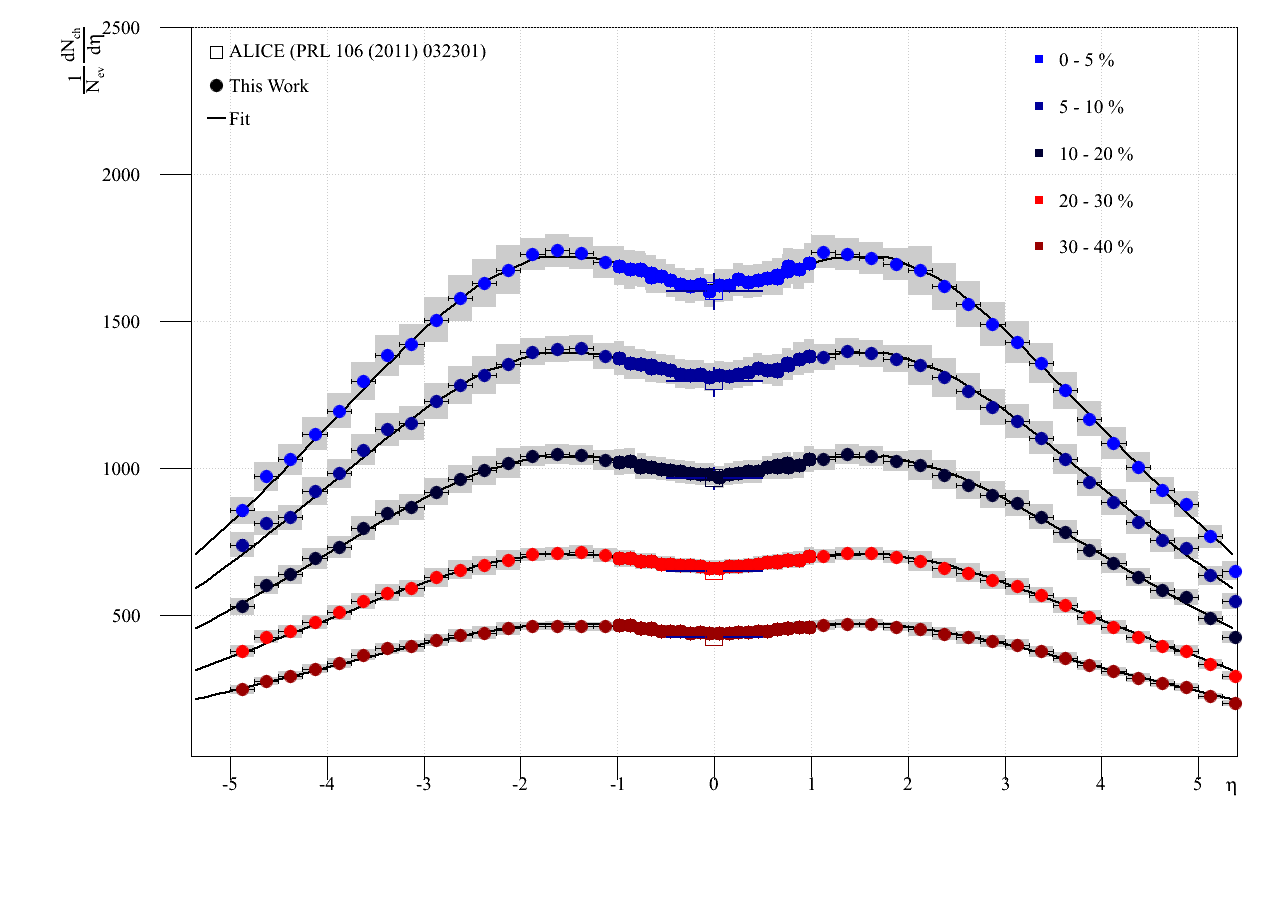 1 dN_ch
N_ev dη
2500
2000
1500
1000
500
ALICE (PRL 106 (2011) 032301)
This Work
Fit
0 - 5 %
5 - 10 %
10 - 20 %
20 - 30 %
30 - 40 %
-5 -4 -3 -2 -1 0 1 2 3 4 5 η